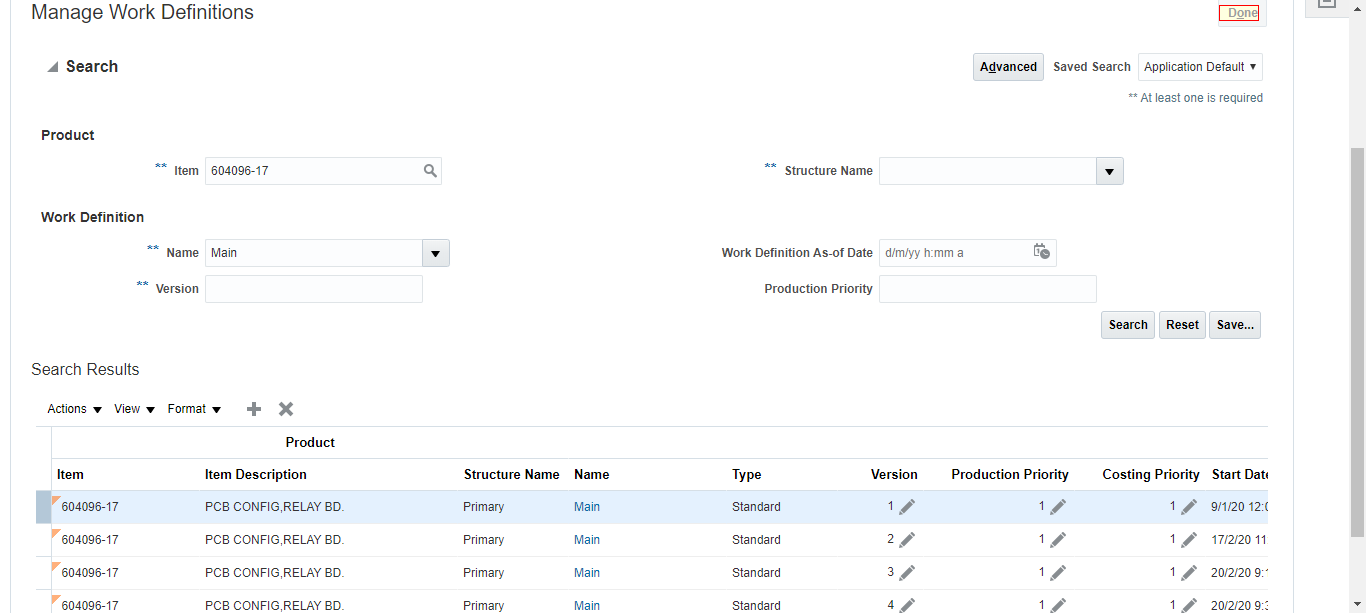 Manage Work Definitions
Done
Search
Advanced Saved Search Application Default
** At least one is required
Product
** Item 604096-17
** Structure Name
Work Definition
** Name Main
Work Definition As-of Date d/m/yy h:mm a
** Version
Production Priority
Search Reset Save...
Search Results
Actions View Format
Product
Item Item Description Structure Name Name Type Version Production Priority Costing Priority Start Date
604096-17 PCB CONFIG,RELAY BD. Primary Main Standard 1 1 1 9/1/20 12:0
604096-17 PCB CONFIG,RELAY BD. Primary Main Standard 2 1 1 17/2/20 11
604096-17 PCB CONFIG,RELAY BD. Primary Main Standard 3 1 1 20/2/20 9:1
604096-17 PCB CONFIG,RELAY BD. Primary Main Standard 4 1 1 20/2/20 9:3